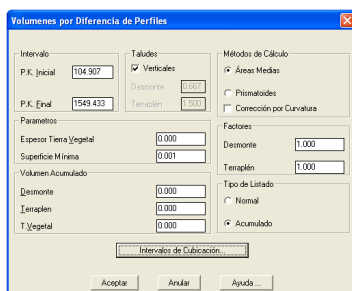 Volumenes por Diferencia de Perfiles
Intervalo
P.K. Inicial 104.907
P.K. Final 1549.433
Taludes
Verticales
Desmonte 0.667
Terraplén 1.500
Métodos de Cálculo
Áreas Medias
Prismatoides
Corrección por Curvatura
Parametros
Espesor Tierra Vegetal 0.000
Superficie Mínima 0.001
Factores
Desmonte 1.000
Terraplén 1.000
Volumen Acumulado
Desmonte 0.000
Terraplen 0.000
T.Vegetal 0.000
Tipo de Listado
Normal
Acumulado
Intervalos de Cubicación...
Aceptar Anular Ayuda ...